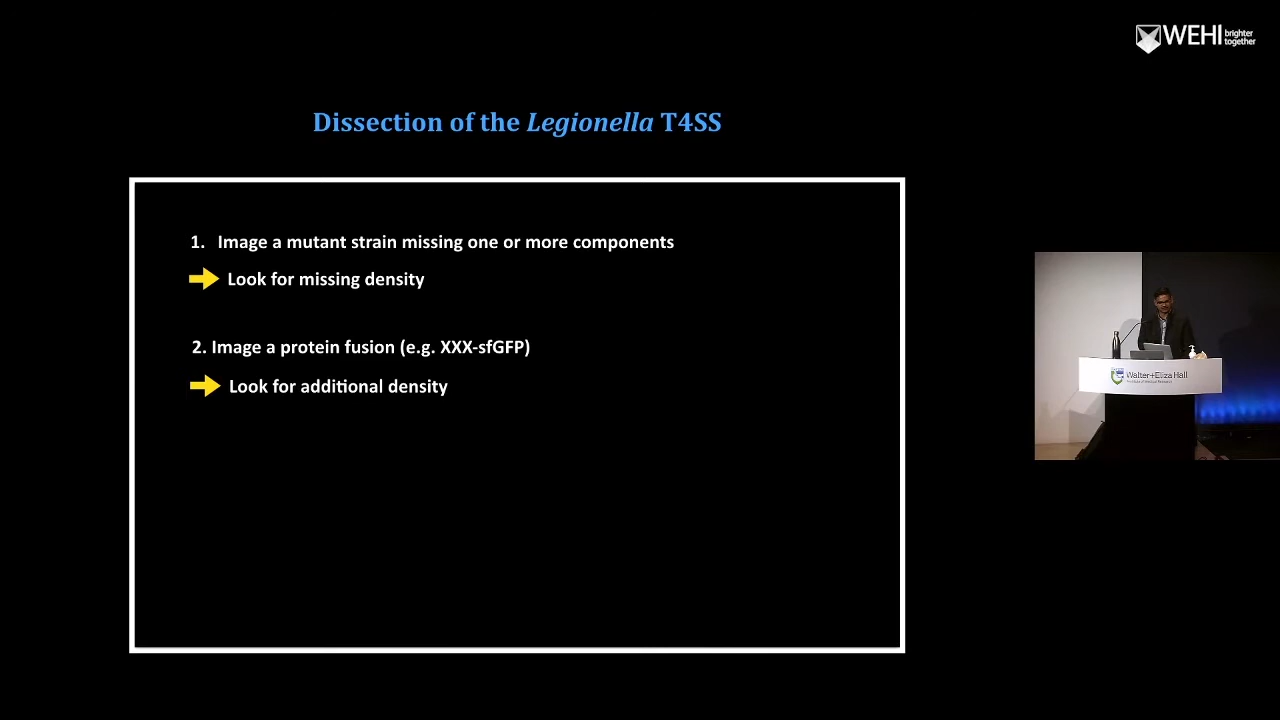 WEHI brighter together
Dissection of the Legionella T4SS
1. Image a mutant strain missing one or more components
Look for missing density
2. Image a protein fusion (e.g. XXX-sfGFP)
Look for additional density
Walter+Eliza Hall